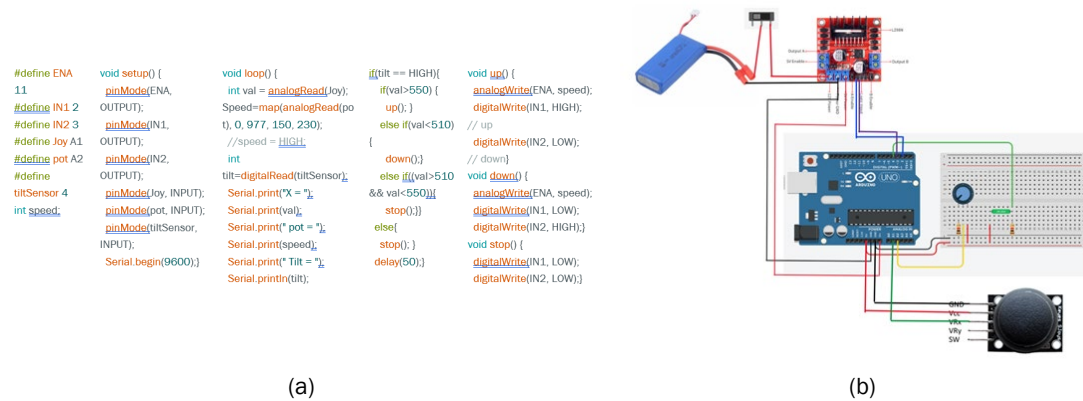 #define ENA
11
#define IN1 2
#define IN2 3
#define Joy A1
#define pot A2
#define
tiltSensor 4
int speed;
void setup() {
pinMode(ENA,
OUTPUT);
pinMode(IN1,
OUTPUT);
pinMode(IN2,
OUTPUT);
pinMode(Joy, INPUT);
pinMode(pot, INPUT);
pinMode(tiltSensor,
INPUT);
Serial.begin(9600);}
void loop() {
int val = analogRead(Joy);
Speed=map(analogRead(po
t), 0, 977, 150, 230);
//speed = HIGH;
int
tilt=digitalRead(tiltSensor);
Serial.print("X = ");
Serial.print(val);
Serial.print(" pot = ");
Serial.print(speed);
Serial.print(" Tilt = ");
Serial.println(tilt);
if(tilt == HIGH){
if(val>550) {
up(); }
else if(val<510)
{
down();}
else if((val>510
&& val<550)){
stop();}}
else{
stop(); }
delay(50);}
void up() {
analogWrite(ENA, speed);
digitalWrite(IN1, HIGH);
// up
digitalWrite(IN2, LOW);
// down}
void down() {
analogWrite(ENA, speed);
digitalWrite(IN1, LOW);
digitalWrite(IN2, HIGH);}
void stop() {
digitalWrite(IN1, LOW);
digitalWrite(IN2, LOW);}
(a)
Output A
Output B
UNO
ARDUINO
GND
Vcc
VRx
VRy
SW
(b)